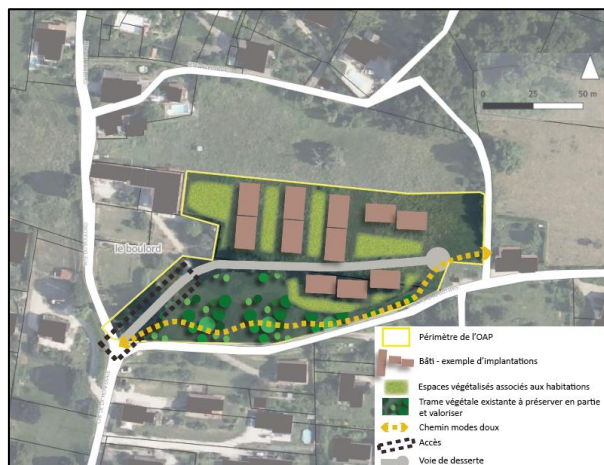 0 25 50 m
le boulord
Périmètre de l'OAP
Bâti - exemple d'implantations
Espaces végétalisés associés aux habitations
Trame végétale existante à préserver en partie
et valoriser
Chemin modes doux
Accès
Voie de desserte